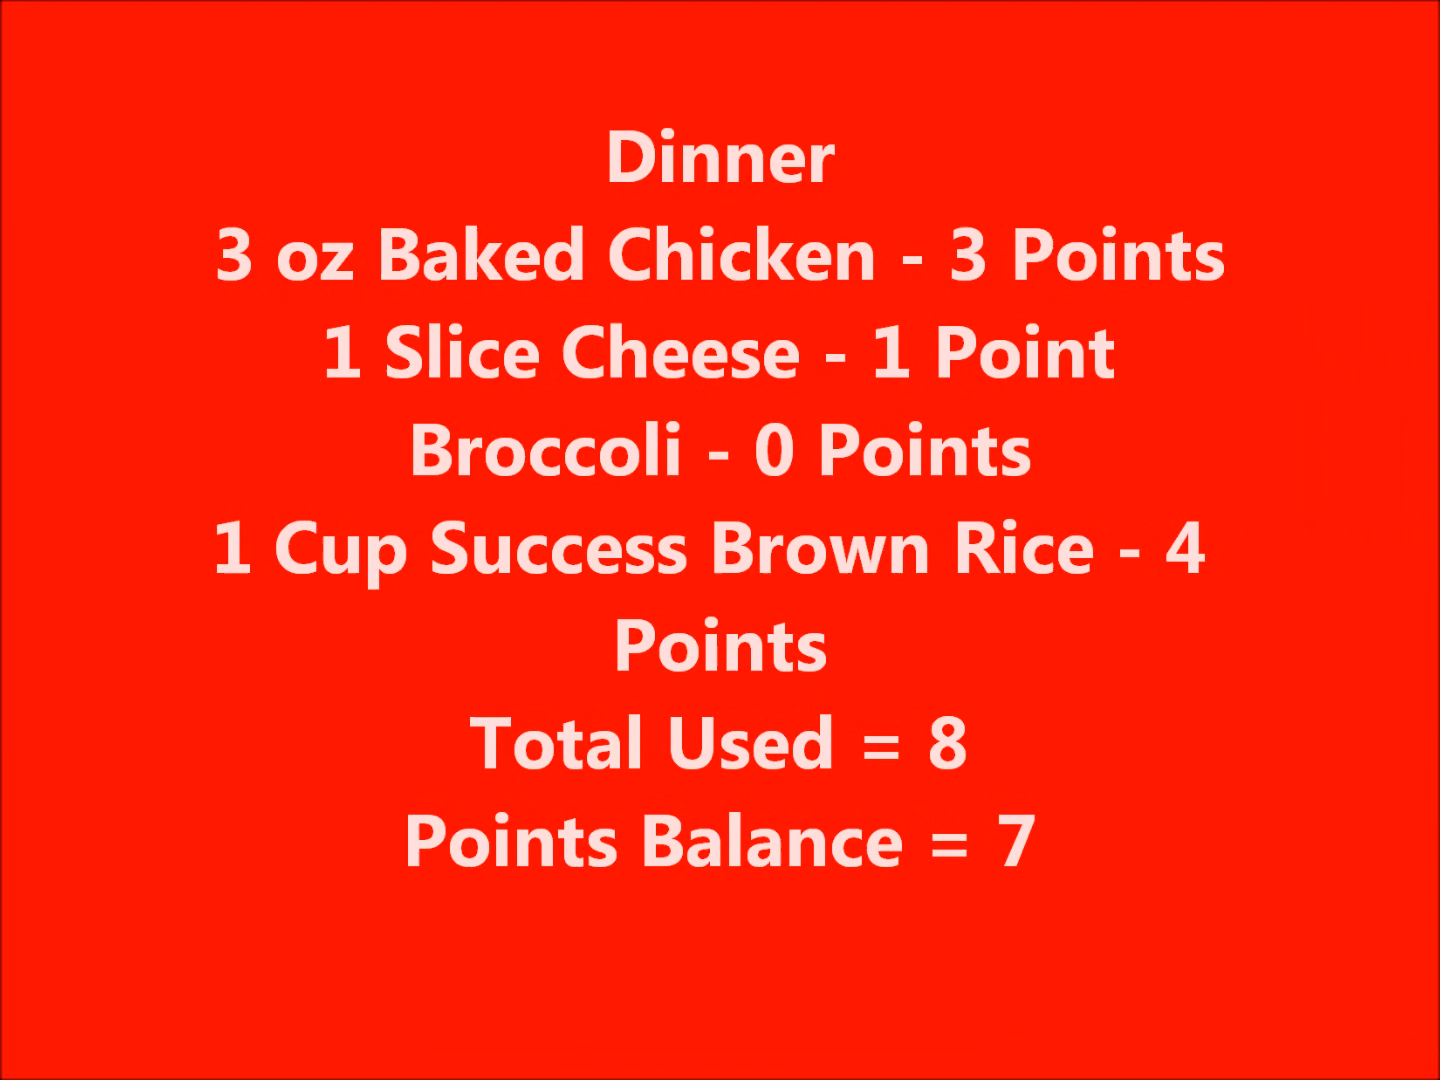 Dinner
3 oz Baked Chicken - 3 Points
1 Slice Cheese - 1 Point
Broccoli - 0 Points
1 Cup Success Brown Rice - 4
Points
Total Used = 8
Points Balance = 7